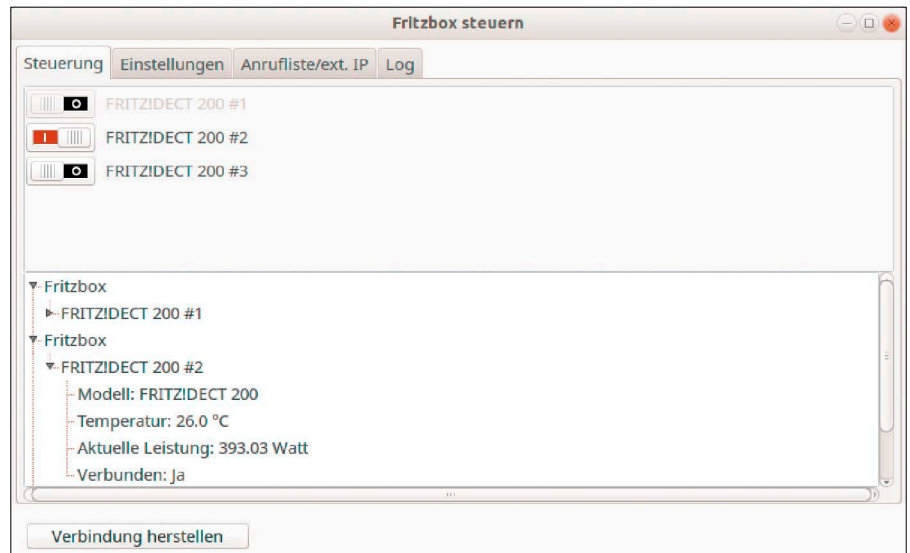 Fritzbox steuern
Steuerung Einstellungen Anrufliste/ext. IP Log
FRITZ!DECT 200 #1
FRITZ!DECT 200 #2
FRITZ!DECT 200 #3
Fritzbox
FRITZ!DECT 200 #1
Fritzbox
FRITZ!DECT 200 #2
Modell: FRITZ!DECT 200
Temperatur: 26.0 °C
Aktuelle Leistung: 393.03 Watt
Verbunden: Ja
Verbindung herstellen